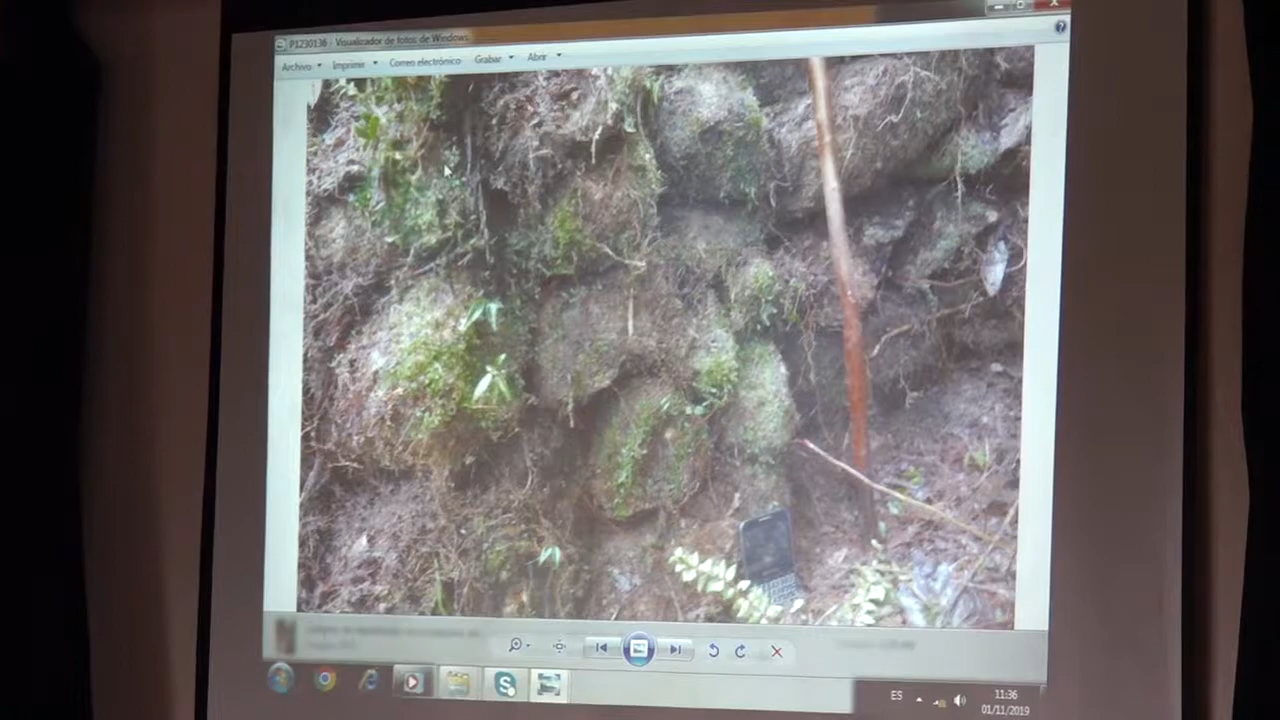 P1230136 - Visualizador de fotos de Windows
Archivo Imprimir Correo electrónico Grabar Abrir
ES
11:36
01/11/2019